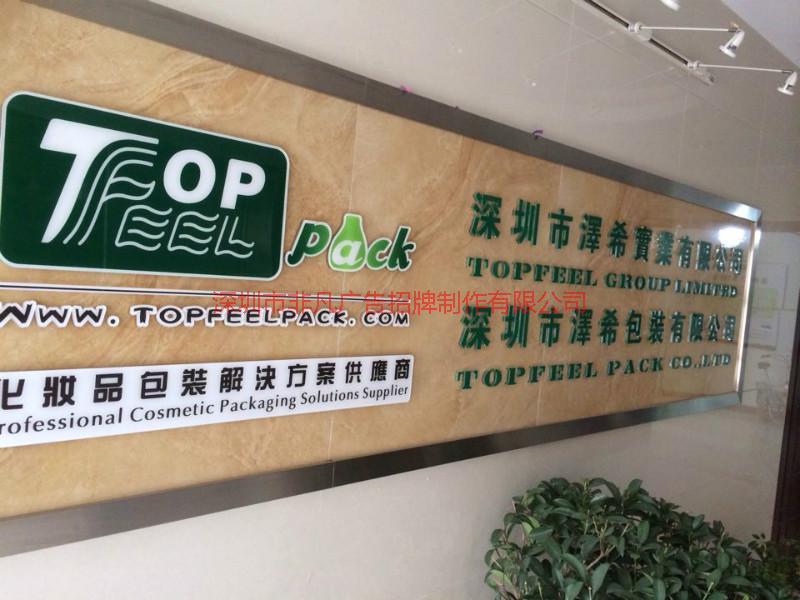 TOP
FEEL
pack
WWW.TOPFEELPACK.COM
化妝品包裝解決方案供應商
Professional Cosmetic Packaging Solutions Supplier
深圳市澤希實業有限公司
TOPFEEL GROUP LIMITED
深圳市澤希包裝有限公司
TOPFEEL PACK CO.,LTD
深圳市非凡广告招牌制作有限公司